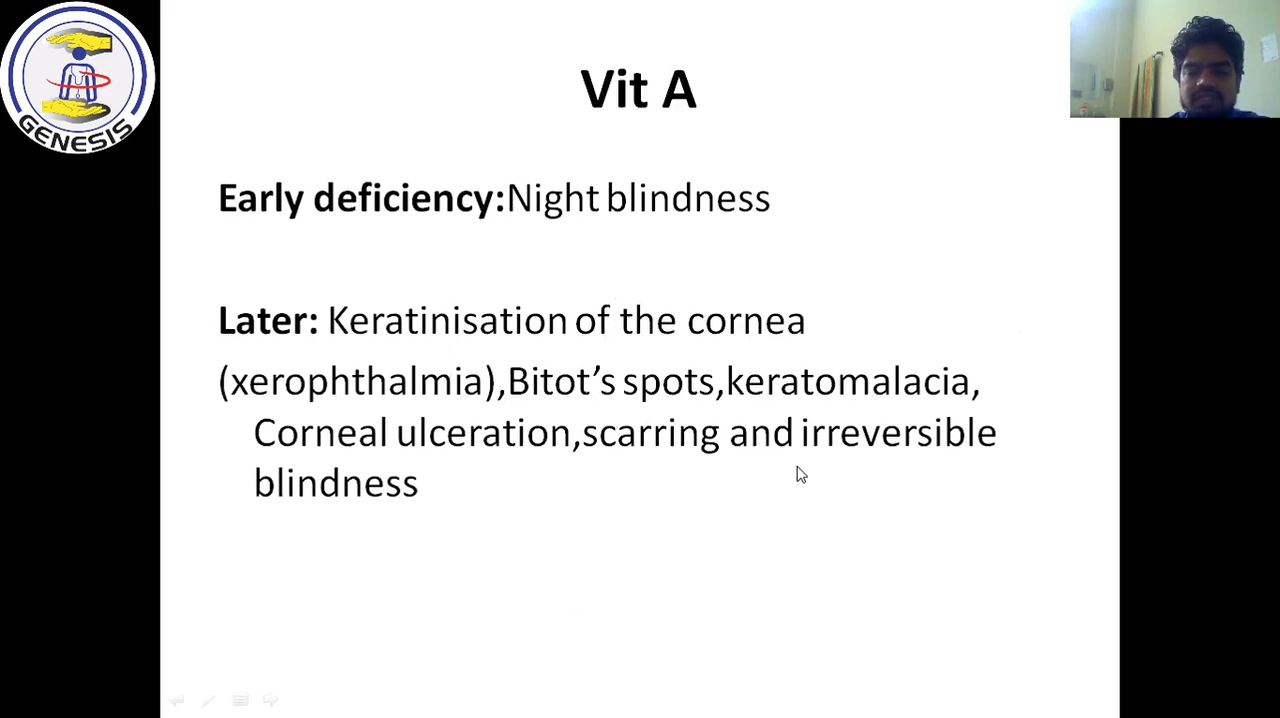 GENESIS
Vit A
Early deficiency:Night blindness
Later: Keratinisation of the cornea
(xerophthalmia),Bitot’s spots,keratomalacia,
Corneal ulceration,scarring and irreversible
blindness